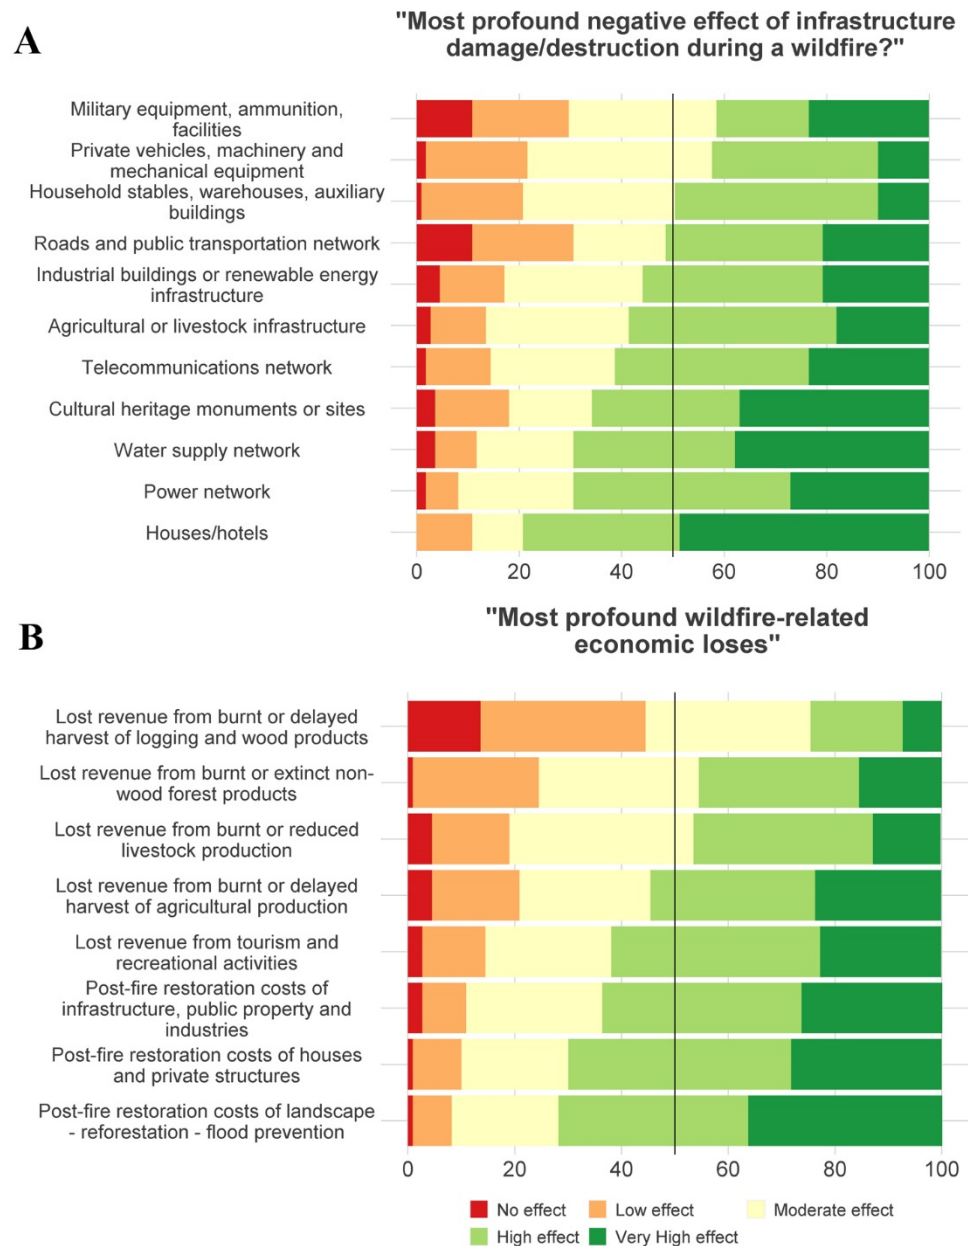 A
"Most profound negative effect of infrastructure
damage/destruction during a wildfire?"
Military equipment, ammunition,
facilities
Private vehicles, machinery and
mechanical equipment
Household stables, warehouses, auxiliary
buildings
Roads and public transportation network
Industrial buildings or renewable energy
infrastructure
Agricultural or livestock infrastructure
Telecommunications network
Cultural heritage monuments or sites
Water supply network
Power network
Houses/hotels
0 20 40 60 80 100
B
"Most profound wildfire-related
economic loses"
Lost revenue from burnt or delayed
harvest of logging and wood products
Lost revenue from burnt or extinct non-
wood forest products
Lost revenue from burnt or reduced
livestock production
Lost revenue from burnt or delayed
harvest of agricultural production
Lost revenue from tourism and
recreational activities
Post-fire restoration costs of
infrastructure, public property and
industries
Post-fire restoration costs of houses
and private structures
Post-fire restoration costs of landscape
- reforestation - flood prevention
0 20 40 60 80 100
No effect Low effect Moderate effect
High effect Very High effect